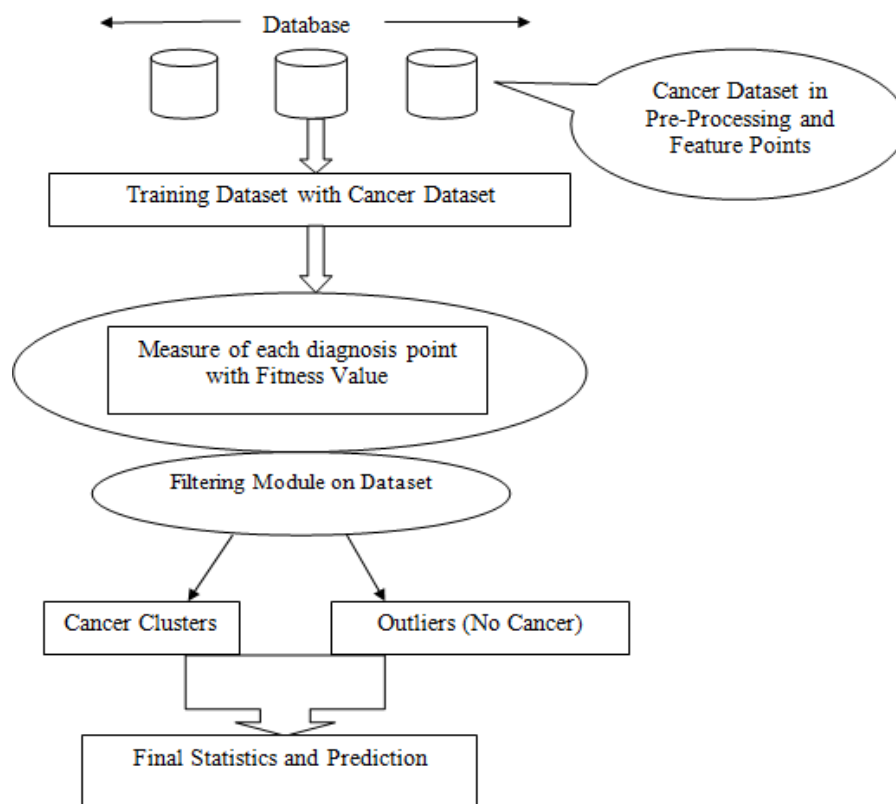 Database
Cancer Dataset in
Pre-Processing and
Feature Points
Training Dataset with Cancer Dataset
Measure of each diagnosis point
with Fitness Value
Filtering Module on Dataset
Cancer Clusters
Outliers (No Cancer)
Final Statistics and Prediction